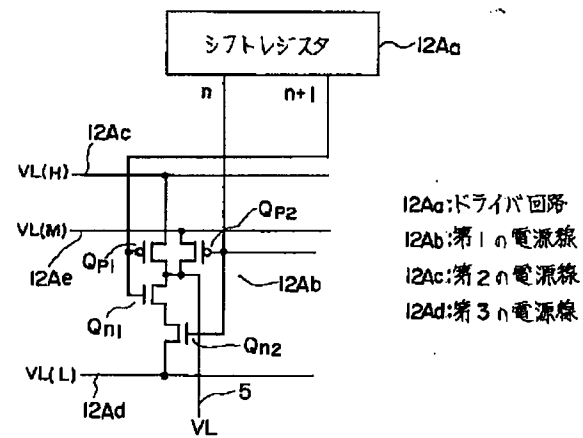 シフトレジスタ
12Aa
n
n+1
12Ac
VL(H)
VL(M)
QP2
12Ae
QP1
12Ab
Qn1
Qn2
VL(L)
12Ad
5
VL
12Aa:ドライバ回路
12Ab:第1の電源線
12Ac:第2の電源線
12Ad:第3の電源線